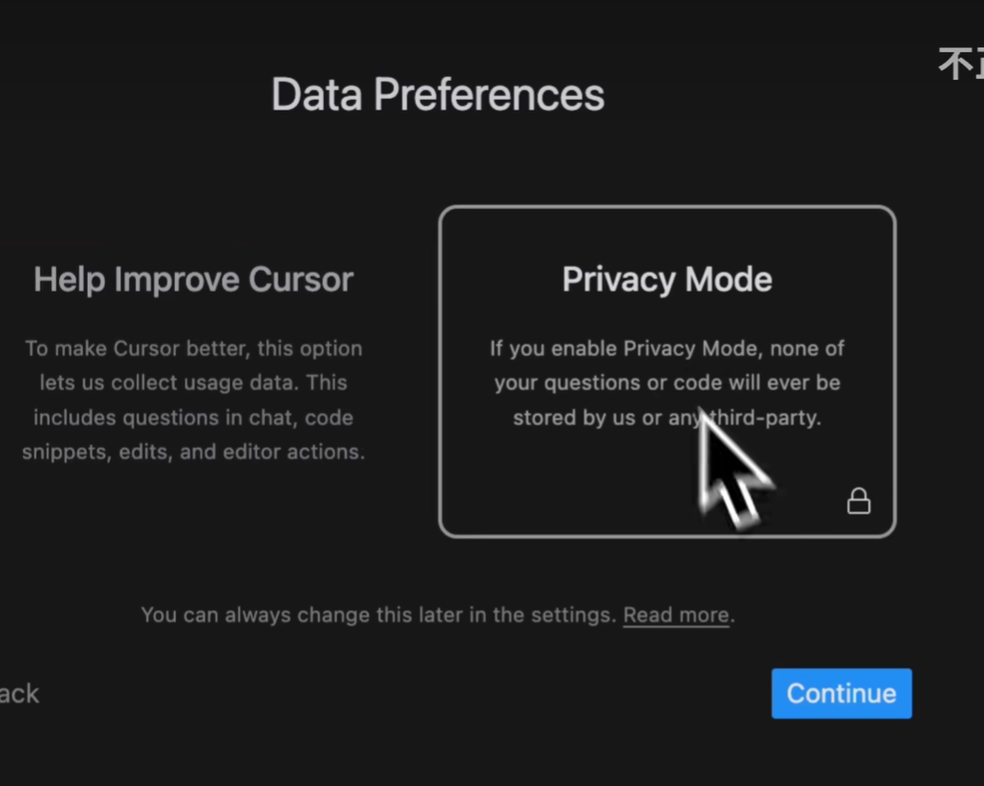 不
Data Preferences
Help Improve Cursor
To make Cursor better, this option
lets us collect usage data. This
includes questions in chat, code
snippets, edits, and editor actions.
Privacy Mode
If you enable Privacy Mode, none of
your questions or code will ever be
stored by us or any third-party.
You can always change this later in the settings. Read more.
ack
Continue